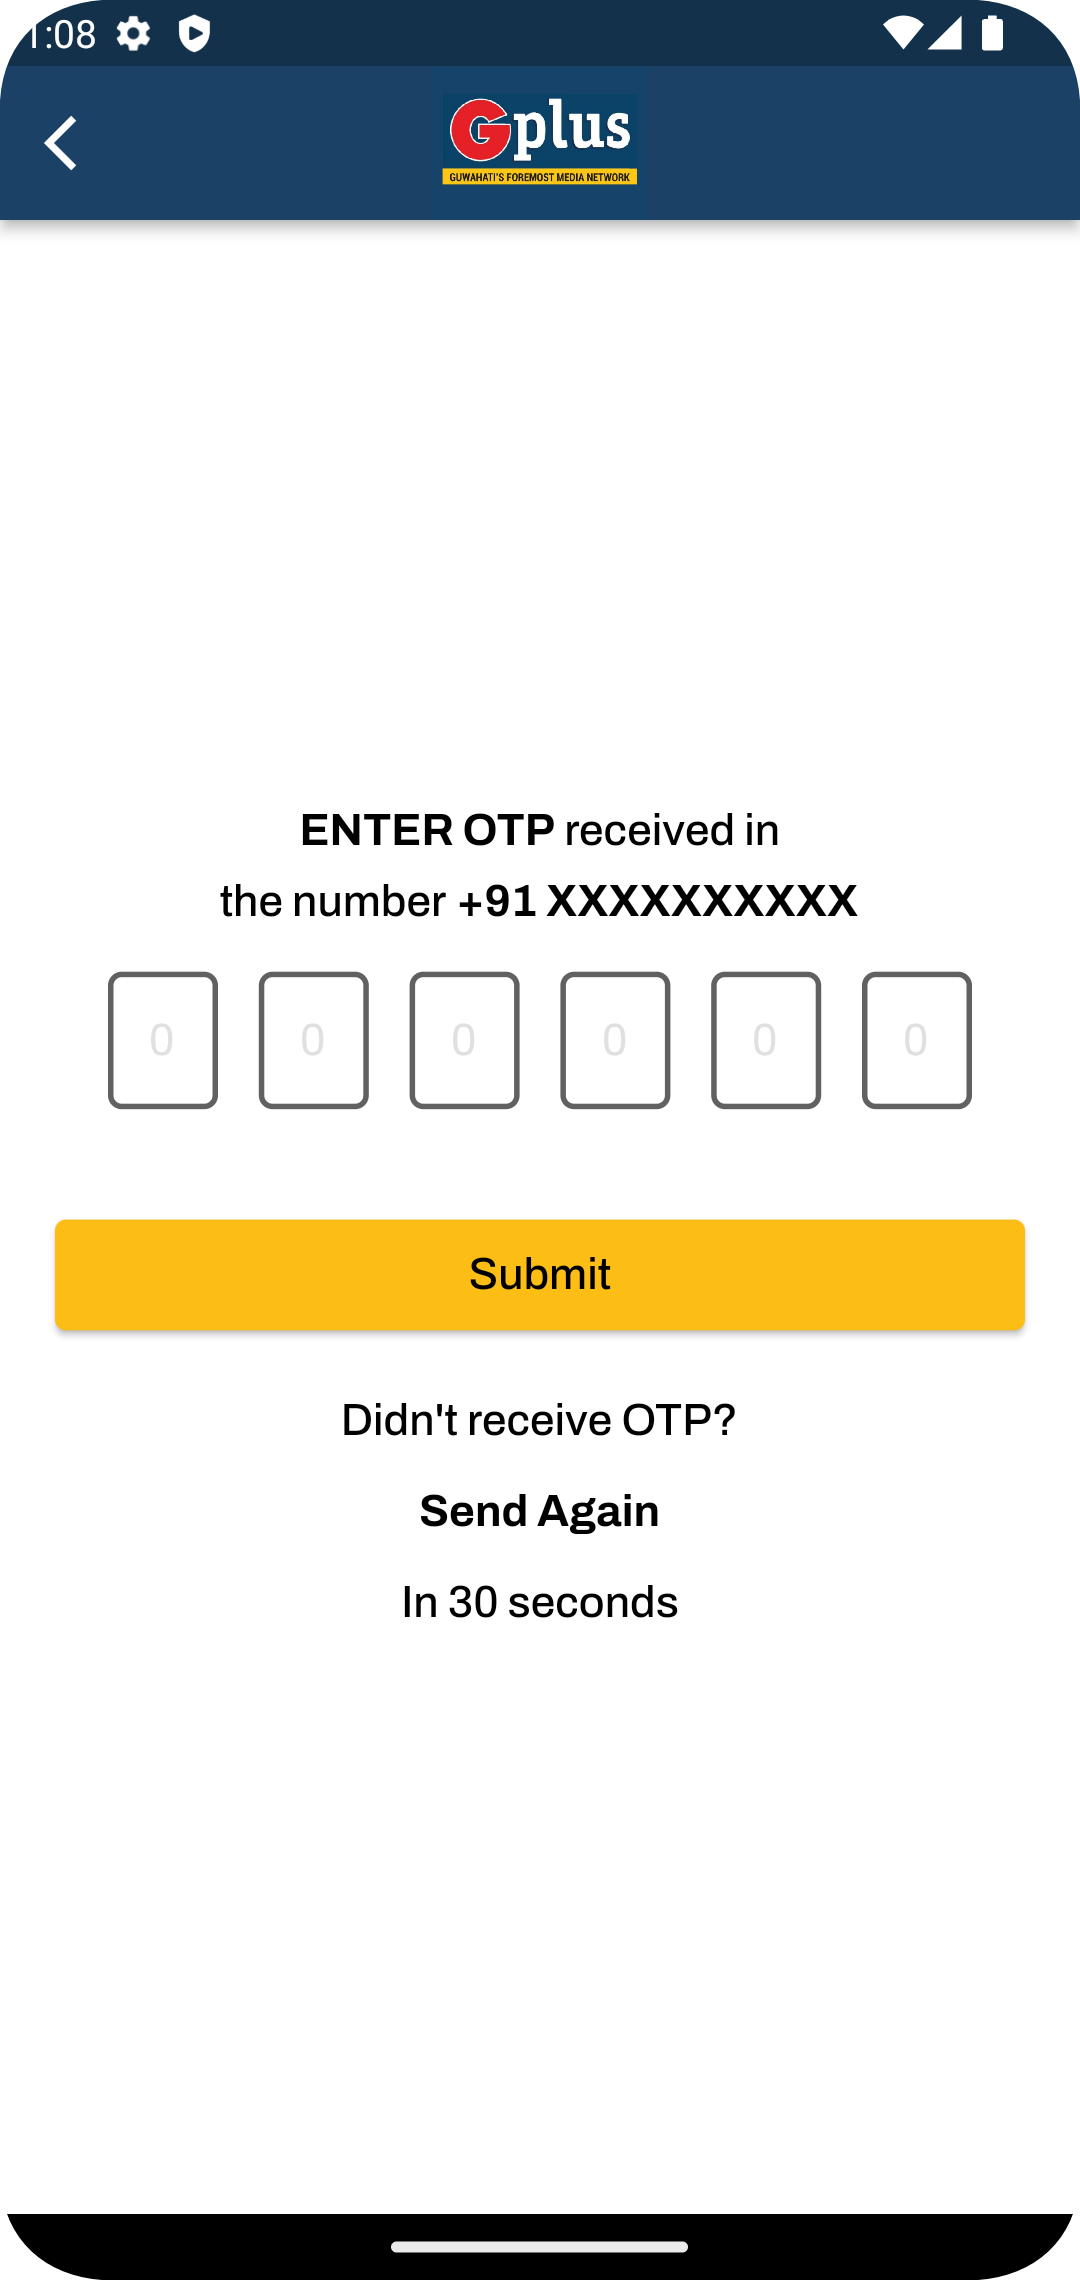 1:08
Gplus
GUWAHATI'S FOREMOST MEDIA NETWORK
ENTER OTP received in
the number +91 XXXXXXXXXX
0 0 0 0 0 0
Submit
Didn't receive OTP?
Send Again
In 30 seconds